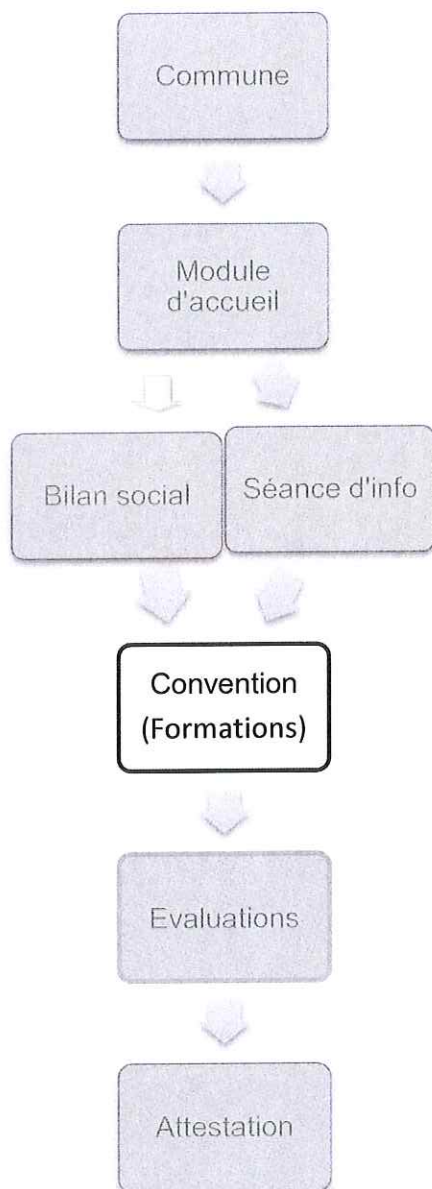 Commune
Module
d'accueil
Bilan social
Séance d'info
Convention
(Formations)
Evaluations
Attestation